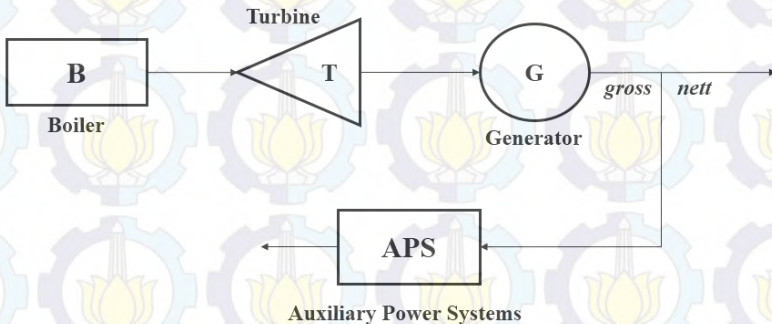 Turbine
B
T
G
gross
nett
Boiler
Generator
APS
Auxiliary Power Systems